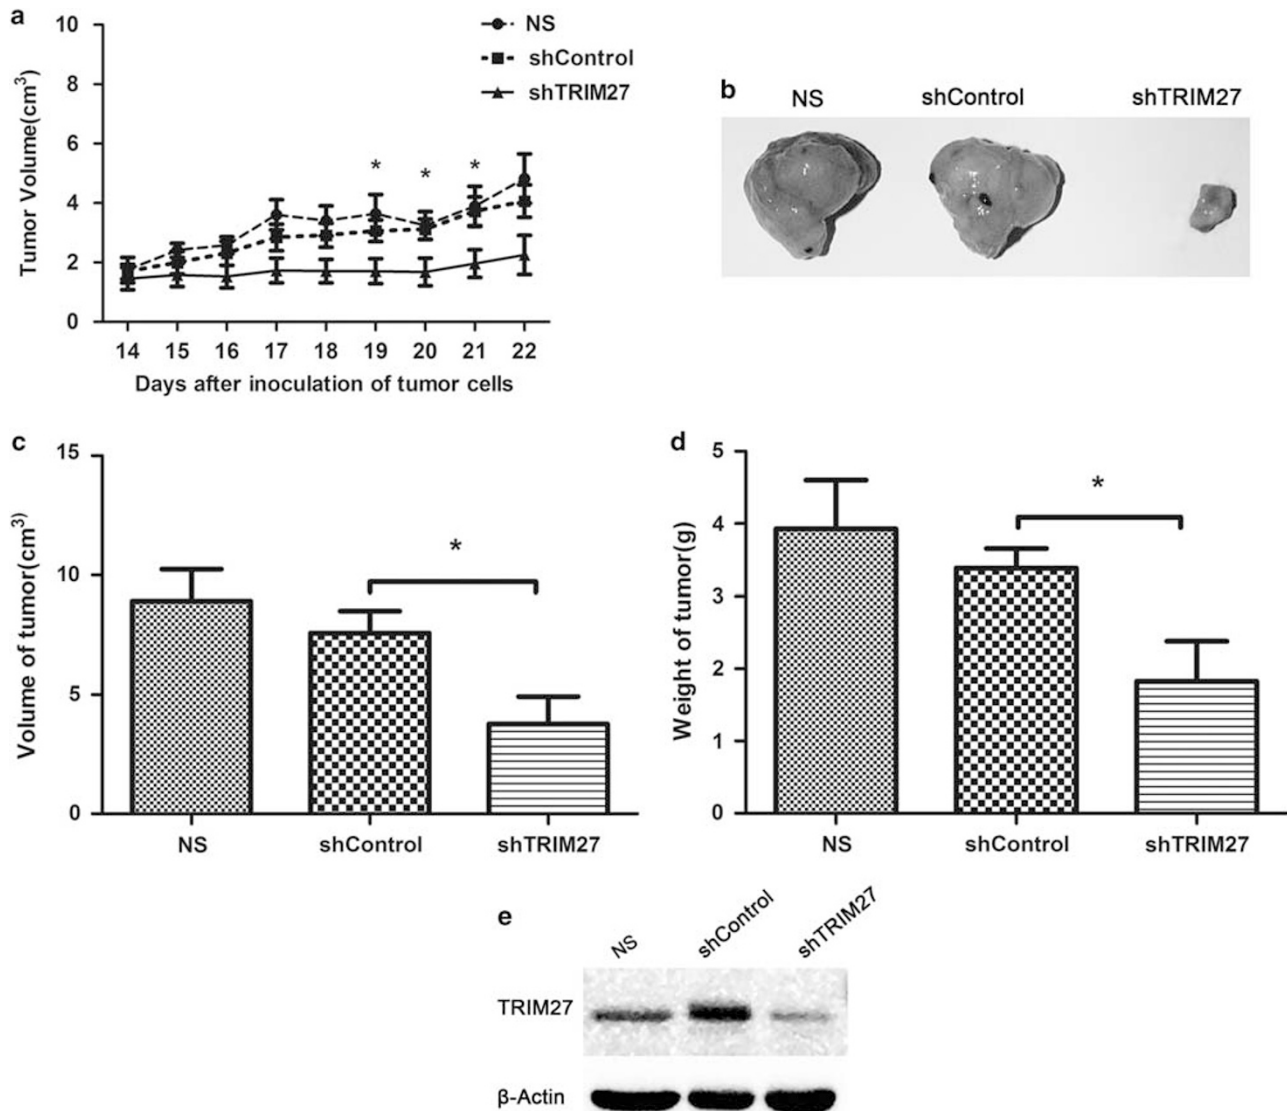 a
10
8
6
4
2
0
Tumor Volume(cm³)
NS
shControl
shTRIM27
* * *
14 15 16 17 18 19 20 21 22
Days after inoculation of tumor cells
b
NS shControl shTRIM27
c
15
10
5
0
Volume of tumor(cm³)
*
NS shControl shTRIM27
d
5
4
3
2
1
0
Weight of tumor(g)
*
NS shControl shTRIM27
e
NS shControl shTRIM27
TRIM27
β-Actin